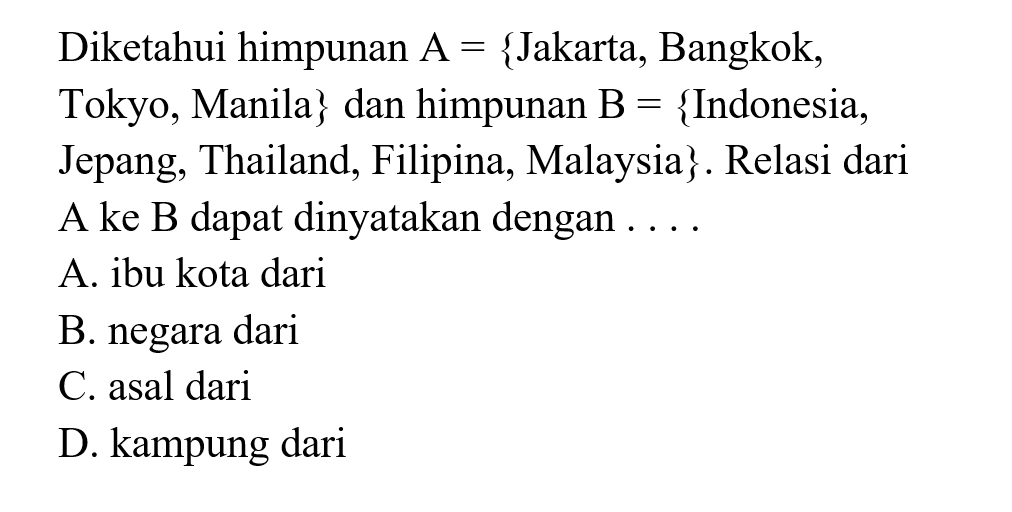 Diketahui himpunan A = {Jakarta, Bangkok,
Tokyo, Manila} dan himpunan B = {Indonesia,
Jepang, Thailand, Filipina, Malaysia}. Relasi dari
A ke B dapat dinyatakan dengan . . . .
A. ibu kota dari
B. negara dari
C. asal dari
D. kampung dari